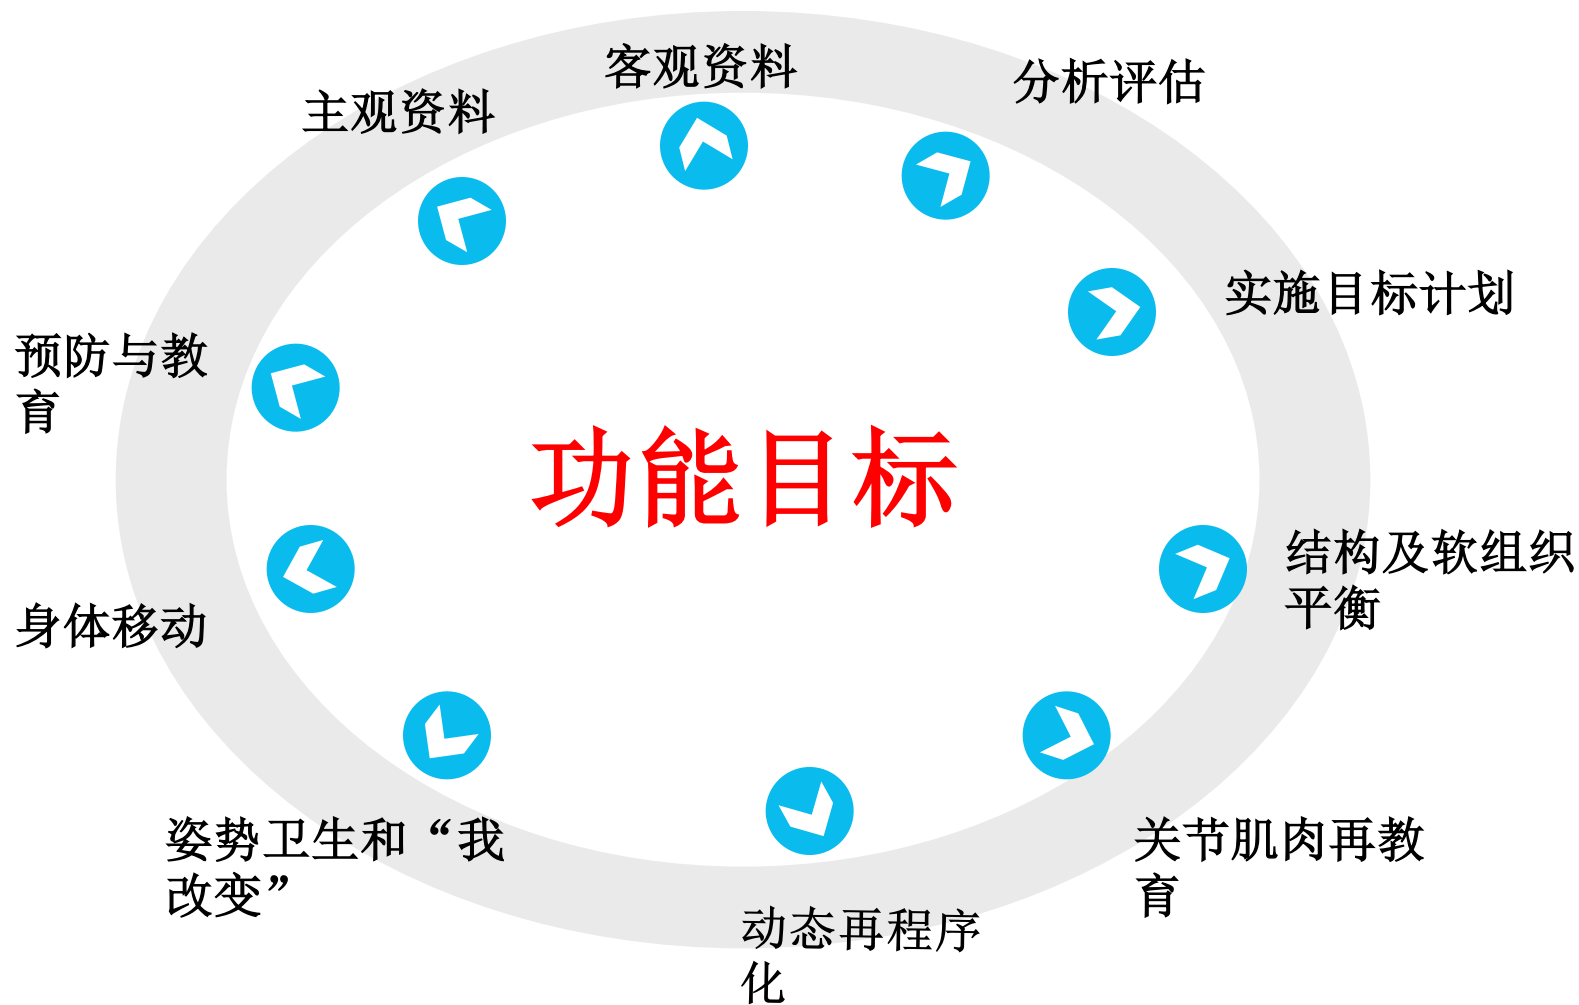 客观资料
分析评估
主观资料
实施目标计划
预防与教
育
功能目标
结构及软组织
平衡
身体移动
姿势卫生和“我
改变”
关节肌肉再教
育
动态再程序
化